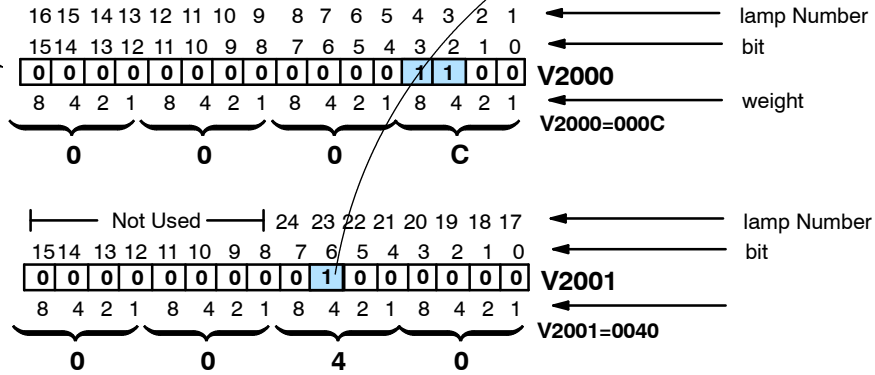 16 15 14 13 12 11 10 9 8 7 6 5 4 3 2 1 lamp Number
15 14 13 12 11 10 9 8 7 6 5 4 3 2 1 0 bit
0 0 0 0 0 0 0 0 0 0 0 0 1 1 0 0 V2000
8 4 2 1 8 4 2 1 8 4 2 1 8 4 2 1 weight
V2000=000C
0 0 0 C
Not Used 24 23 22 21 20 19 18 17 lamp Number
15 14 13 12 11 10 9 8 7 6 5 4 3 2 1 0 bit
0 0 0 0 0 0 0 0 0 1 0 0 0 0 0 0 V2001
8 4 2 1 8 4 2 1 8 4 2 1 8 4 2 1
V2001=0040
0 0 4 0